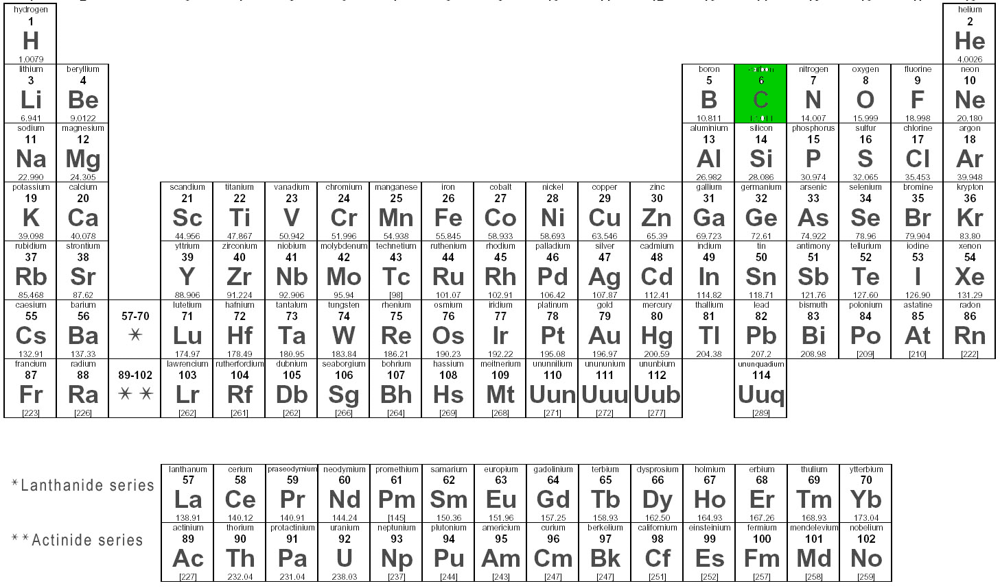 hydrogen helium
1 2
H He
1.0079 4.0026
lithium beryllium boron carbon nitrogen oxygen fluorine neon
3 4 5 6 7 8 9 10
Li Be B C N O F Ne
6.941 9.0122 10.811 14.007 15.999 18.998 20.180
sodium magnesium aluminium silicon phosphorus sulfur chlorine argon
11 12 13 14 15 16 17 18
Na Mg Al Si P S Cl Ar
22.990 24.305 26.982 28.086 30.974 32.065 35.453 39.948
potassium calcium scandium titanium vanadium chromium manganese iron cobalt nickel copper zinc gallium germanium arsenic selenium bromine krypton
19 20 21 22 23 24 25 26 27 28 29 30 31 32 33 34 35 36
K Ca Sc Ti V Cr Mn Fe Co Ni Cu Zn Ga Ge As Se Br Kr
39.098 40.078 44.956 47.867 50.942 51.996 54.938 55.845 58.933 58.693 63.546 65.39 69.723 72.61 74.922 78.96 79.904 83.80
rubidium strontium yttrium zirconium niobium molybdenum technetium ruthenium rhodium palladium silver cadmium indium tin antimony tellurium iodine xenon
37 38 39 40 41 42 43 44 45 46 47 48 49 50 51 52 53 54
Rb Sr Y Zr Nb Mo Tc Ru Rh Pd Ag Cd In Sn Sb Te I Xe
85.468 87.62 88.906 91.224 92.906 95.94 [98] 101.07 102.91 106.42 107.87 112.41 114.82 118.71 121.76 127.60 126.90 131.29
caesium barium lutetium hafnium tantalum tungsten rhenium osmium iridium platinum gold mercury thallium lead bismuth polonium astatine radon
55 56 57-70 71 72 73 74 75 76 77 78 79 80 81 82 83 84 85 86
Cs Ba * Lu Hf Ta W Re Os Ir Pt Au Hg Tl Pb Bi Po At Rn
132.91 137.33 174.97 178.49 180.95 183.84 186.21 190.23 192.22 195.08 196.97 200.59 204.38 207.2 208.98 [209] [210] [222]
francium radium lawrencium rutherfordium dubnium seaborgium bohrium hassium meitnerium ununnilium unununium ununbium ununquadium
87 88 89-102 103 104 105 106 107 108 109 110 111 112 114
Fr Ra * * Lr Rf Db Sg Bh Hs Mt Uun Uuu Uub Uuq
[223] [226] [262] [261] [262] [266] [264] [269] [268] [271] [272] [277] [289]
lanthanum cerium praseodymium neodymium promethium samarium europium gadolinium terbium dysprosium holmium erbium thulium ytterbium
57 58 59 60 61 62 63 64 65 66 67 68 69 70
*Lanthanide series La Ce Pr Nd Pm Sm Eu Gd Tb Dy Ho Er Tm Yb
138.91 140.12 140.91 144.24 [145] 150.36 151.96 157.25 158.93 162.50 164.93 167.26 168.93 173.04
actinium thorium protactinium uranium neptunium plutonium americium curium berkelium californium einsteinium fermium mendelevium nobelium
**Actinide series 89 90 91 92 93 94 95 96 97 98 99 100 101 102
Ac Th Pa U Np Pu Am Cm Bk Cf Es Fm Md No
[227] 232.04 231.04 238.03 [237] [244] [243] [247] [247] [251] [252] [257] [258] [259]